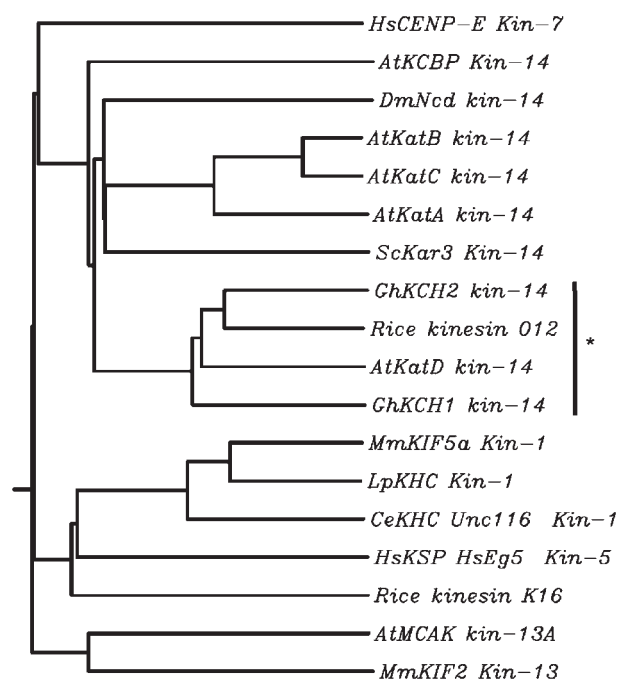 HsCENP-E Kin-7
AtKCBP Kin-14
DmNcd kin-14
AtKatB kin-14
AtKatC kin-14
AtKatA kin-14
ScKar3 Kin-14
GhKCH2 kin-14
Rice kinesin O12
*
AtKatD kin-14
GhKCH1 kin-14
MmKIF5a Kin-1
LpKHC Kin-1
CeKHC Unc116 Kin-1
HsKSP HsEg5 Kin-5
Rice kinesin K16
AtMCAK kin-13A
MmKIF2 Kin-13